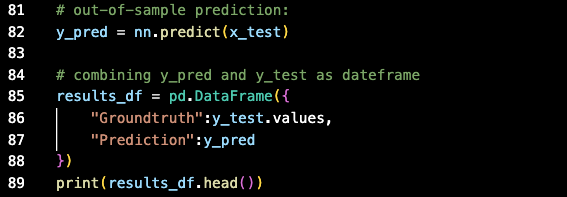 81 # out-of-sample prediction:
82 y_pred = nn.predict(x_test)
83
84 # combining y_pred and y_test as dateframe
85 results_df = pd.DataFrame({
86     "Groundtruth":y_test.values,
87     "Prediction":y_pred
88 })
89 print(results_df.head())